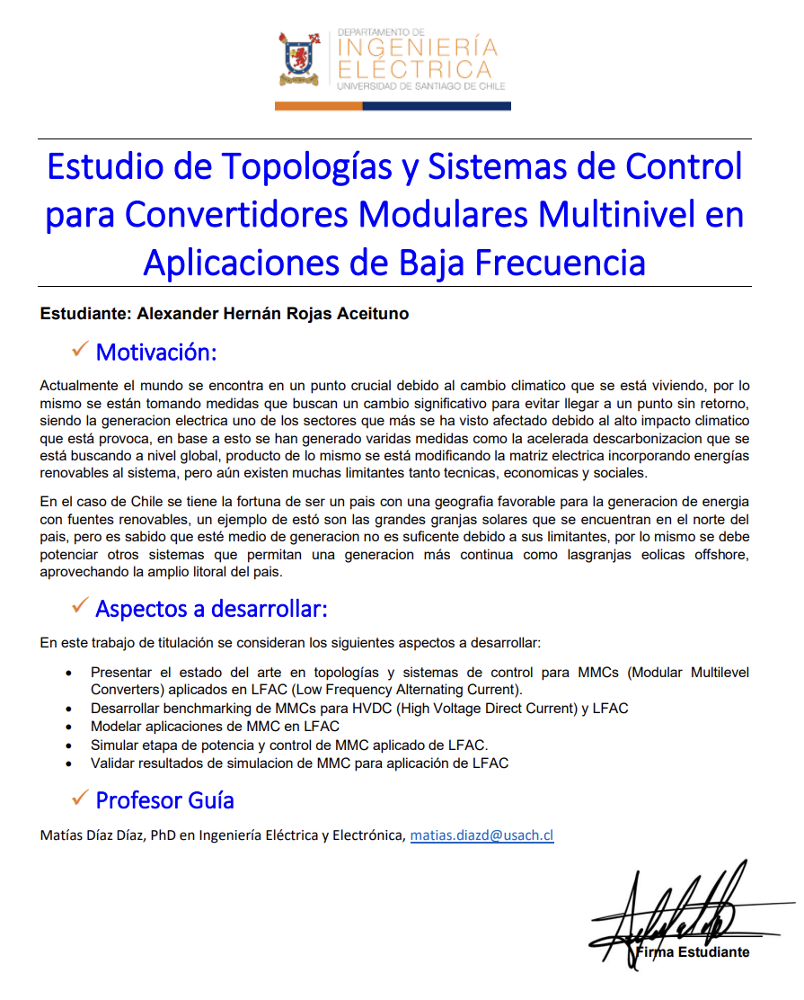 DEPARTAMENTO DE
INGENIERÍA
ELÉCTRICA
UNIVERSIDAD DE SANTIAGO DE CHILE
Estudio de Topologías y Sistemas de Control
para Convertidores Modulares Multinivel en
Aplicaciones de Baja Frecuencia
Estudiante: Alexander Hernán Rojas Aceituno
✓ Motivación:
Actualmente el mundo se encontra en un punto crucial debido al cambio climatico que se está viviendo, por lo
mismo se están tomando medidas que buscan un cambio significativo para evitar llegar a un punto sin retorno,
siendo la generacion electrica uno de los sectores que más se ha visto afectado debido al alto impacto climatico
que está provoca, en base a esto se han generado varidas medidas como la acelerada descarbonizacion que se
está buscando a nivel global, producto de lo mismo se está modificando la matriz electrica incorporando energías
renovables al sistema, pero aún existen muchas limitantes tanto tecnicas, economicas y sociales.
En el caso de Chile se tiene la fortuna de ser un pais con una geografia favorable para la generacion de energia
con fuentes renovables, un ejemplo de estó son las grandes granjas solares que se encuentran en el norte del
pais, pero es sabido que esté medio de generacion no es suficente debido a sus limitantes, por lo mismo se debe
potenciar otros sistemas que permitan una generacion más continua como lasgranjas eolicas offshore,
aprovechando la amplio litoral del pais.
✓ Aspectos a desarrollar:
En este trabajo de titulación se consideran los siguientes aspectos a desarrollar:
• Presentar el estado del arte en topologías y sistemas de control para MMCs (Modular Multilevel
Converters) aplicados en LFAC (Low Frequency Alternating Current).
• Desarrollar benchmarking de MMCs para HVDC (High Voltage Direct Current) y LFAC
• Modelar aplicaciones de MMC en LFAC
• Simular etapa de potencia y control de MMC aplicado de LFAC.
• Validar resultados de simulacion de MMC para aplicación de LFAC
✓ Profesor Guía
Matías Díaz Díaz, PhD en Ingeniería Eléctrica y Electrónica, matias.diazd@usach.cl
Firma Estudiante